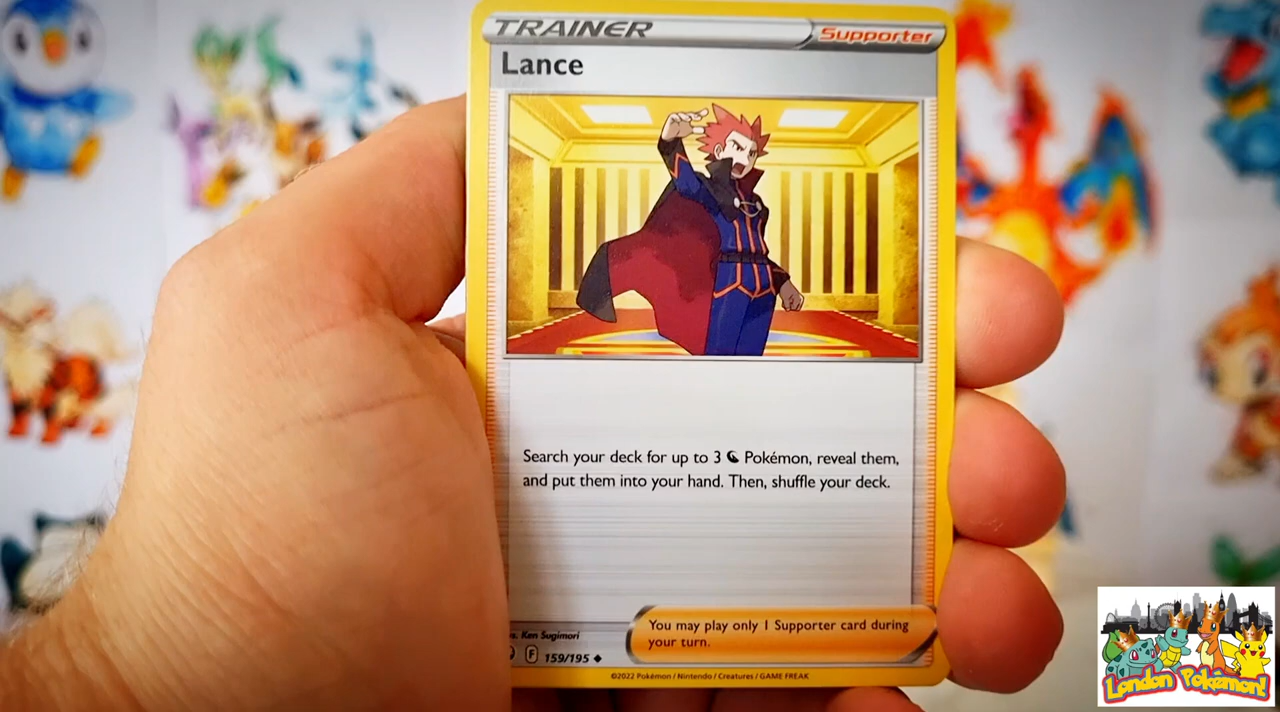 TRAINER
Supporter
Lance
Search your deck for up to 3 Pokémon, reveal them,
and put them into your hand. Then, shuffle your deck.
You may play only 1 Supporter card during
your turn.
s. Ken Sugimori
F 159/195
©2022 Pokémon / Nintendo / Creatures / GAME FREAK
London Pokémon!